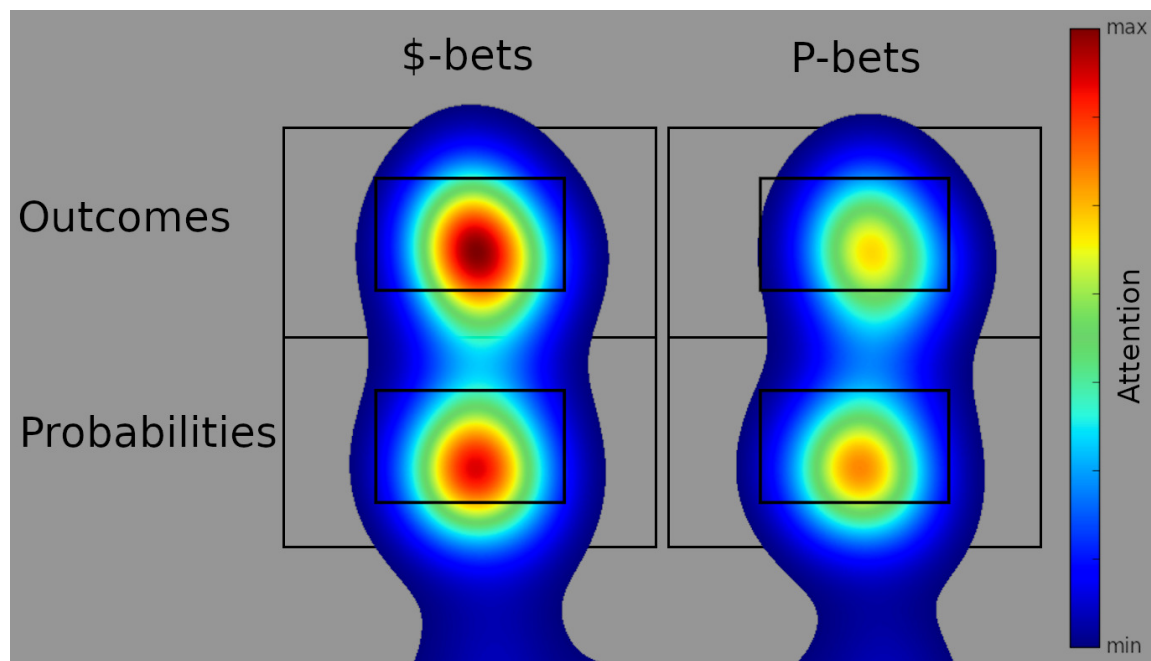 $-bets
P-bets
max
Outcomes
Attention
Probabilities
min